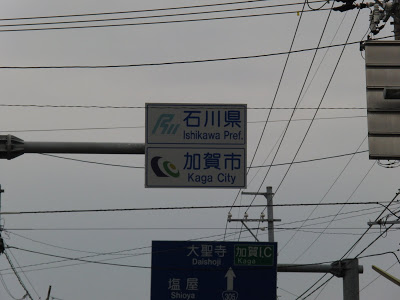 石川県
Ishikawa Pref.
加賀市
Kaga City
大聖寺
Daishoji
加賀I.C
Kaga
塩屋
Shioya
305